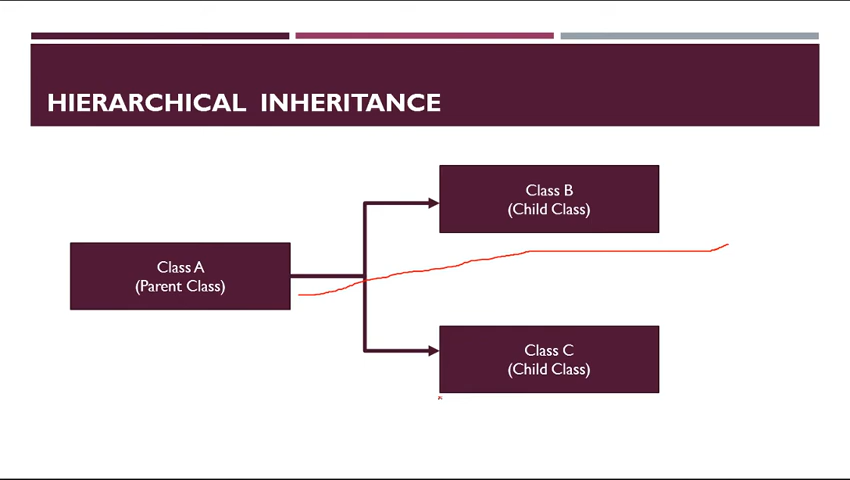 HIERARCHICAL INHERITANCE
Class B
(Child Class)
Class A
(Parent Class)
Class C
(Child Class)